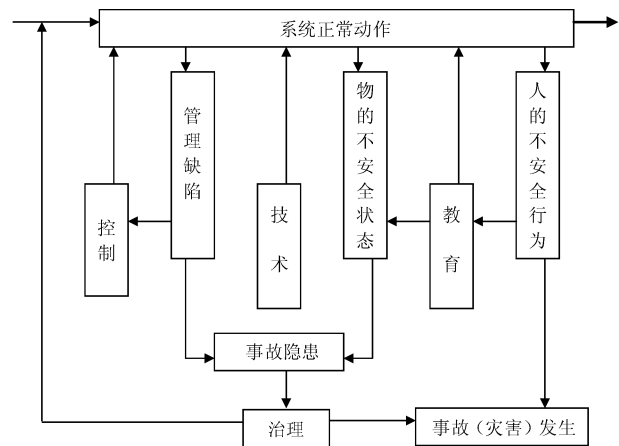 系统正常动作
管理缺陷
物的不安全状态
人的不安全行为
控制
技术
教育
事故隐患
治理
事故（灾害）发生